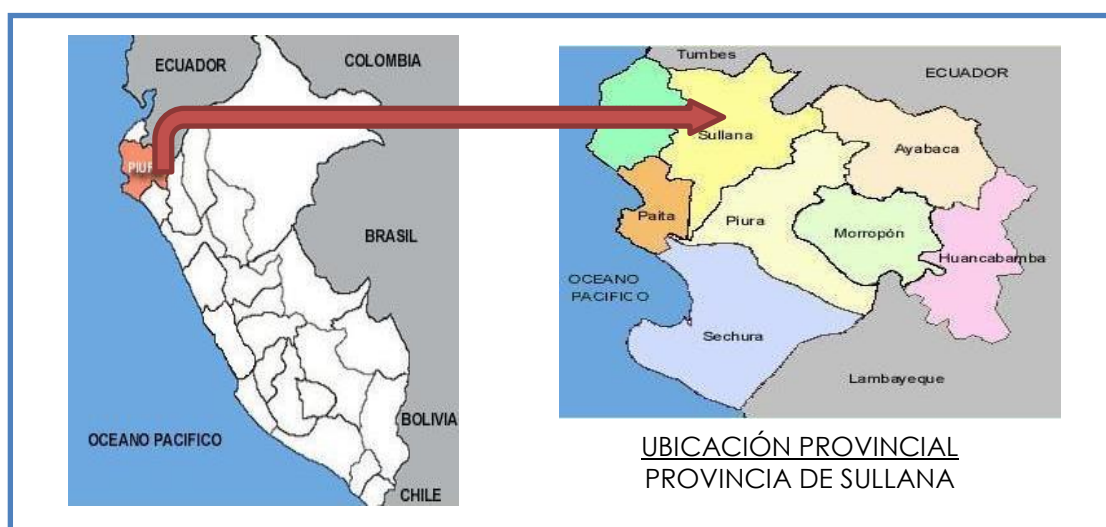 ECUADOR
COLOMBIA
BRASIL
OCEANO PACIFICO
BOLIVIA
CHILE
Tumbes
ECUADOR
Sullana
Ayabaca
Paita
Piura
Morropón
Huancabamba
OCEANO
PACIFICO
Sechura
Lambayeque
UBICACIÓN PROVINCIAL
PROVINCIA DE SULLANA